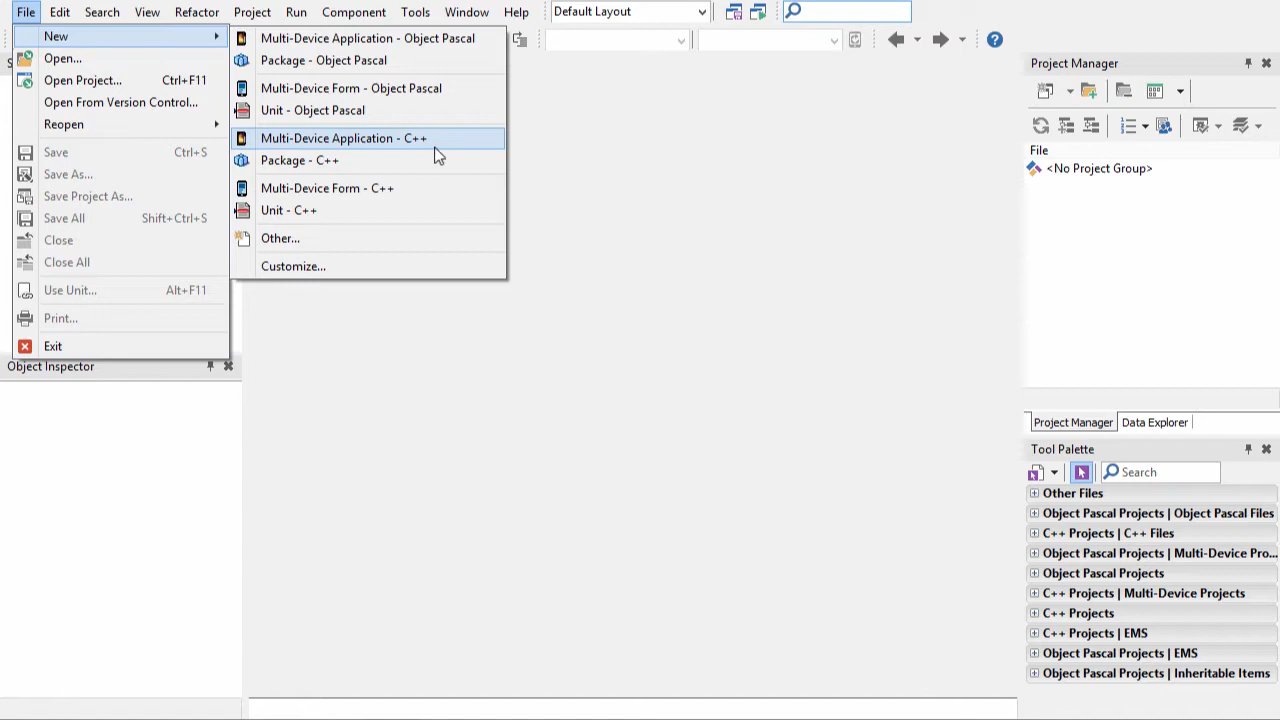 File Edit Search View Refactor Project Run Component Tools Window Help Default Layout
New
Open...
Open Project... Ctrl+F11
Open From Version Control...
Reopen
Save Ctrl+S
Save As...
Save Project As...
Save All Shift+Ctrl+S
Close
Close All
Use Unit... Alt+F11
Print...
Exit
Multi-Device Application - Object Pascal
Package - Object Pascal
Multi-Device Form - Object Pascal
Unit - Object Pascal
Multi-Device Application - C++
Package - C++
Multi-Device Form - C++
Unit - C++
Other...
Customize...
Object Inspector
Project Manager
File
<No Project Group>
Project Manager Data Explorer
Tool Palette
Search
Other Files
Object Pascal Projects | Object Pascal Files
C++ Projects | C++ Files
Object Pascal Projects | Multi-Device Pro...
Object Pascal Projects
C++ Projects | Multi-Device Projects
C++ Projects
C++ Projects | EMS
Object Pascal Projects | EMS
Object Pascal Projects | Inheritable Items